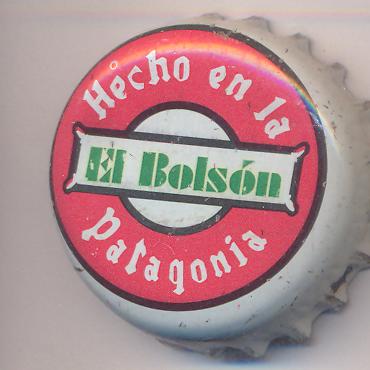 Hecho en la
El Bolsón
Patagonia